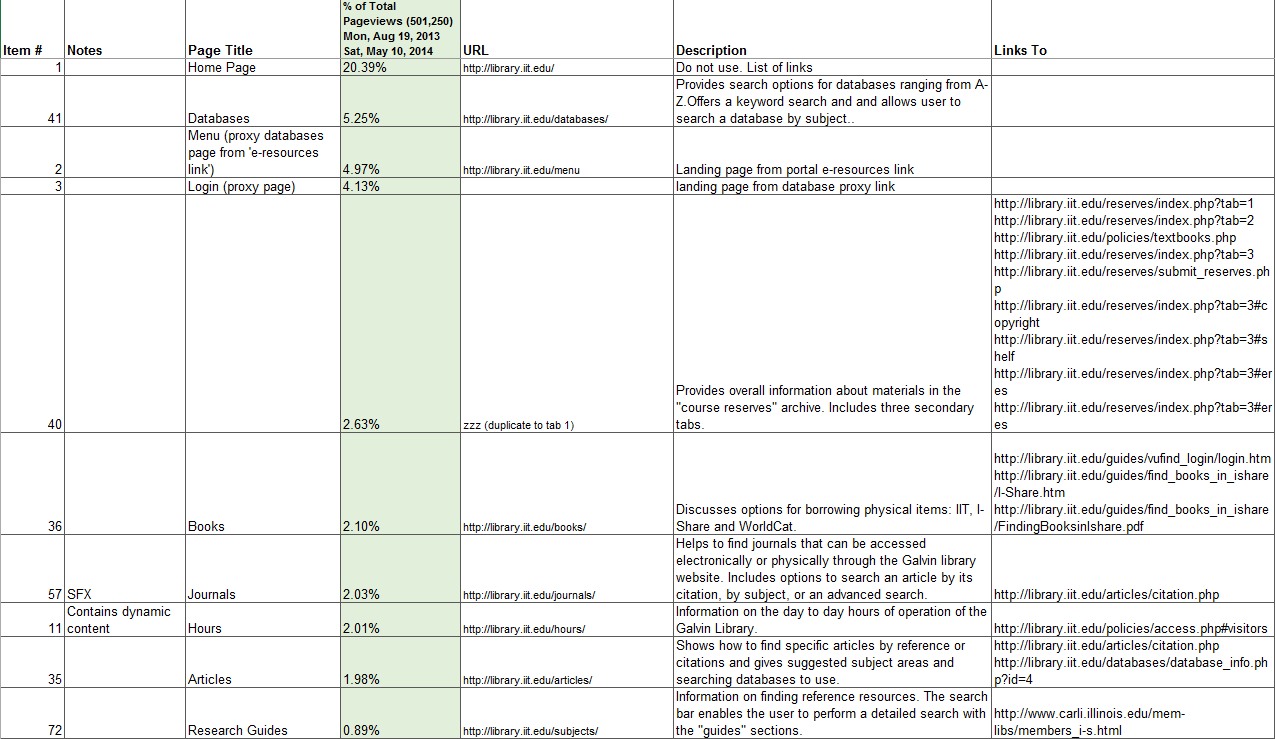 Item #
Notes
Page Title
% of Total
Pageviews (501,250)
Mon, Aug 19, 2013
Sat, May 10, 2014
URL
Description
Links To
1
Home Page
20.39%
http://library.iit.edu/
Do not use. List of links
41
Databases
5.25%
http://library.iit.edu/databases/
Provides search options for databases ranging from A-
Z.Offers a keyword search and and allows user to
search a database by subject..
2
Menu (proxy databases
page from 'e-resources
link')
4.97%
http://library.iit.edu/menu
Landing page from portal e-resources link
3
Login (proxy page)
4.13%
landing page from database proxy link
40
2.63%
zzz (duplicate to tab 1)
Provides overall information about materials in the
"course reserves" archive. Includes three secondary
tabs.
http://library.iit.edu/reserves/index.php?tab=1
http://library.iit.edu/reserves/index.php?tab=2
http://library.iit.edu/policies/textbooks.php
http://library.iit.edu/reserves/index.php?tab=3
http://library.iit.edu/reserves/submit_reserves.ph
p
http://library.iit.edu/reserves/index.php?tab=3#c
opyright
http://library.iit.edu/reserves/index.php?tab=3#s
helf
http://library.iit.edu/reserves/index.php?tab=3#er
es
http://library.iit.edu/reserves/index.php?tab=3#er
es
36
Books
2.10%
http://library.iit.edu/books/
Discusses options for borrowing physical items: IIT, I-
Share and WorldCat.
http://library.iit.edu/guides/vufind_login/login.htm
http://library.iit.edu/guides/find_books_in_ishare
/I-Share.htm
http://library.iit.edu/guides/find_books_in_ishare
/FindingBooksinIshare.pdf
57
SFX
Journals
2.03%
http://library.iit.edu/journals/
Helps to find journals that can be accessed
electronically or physically through the Galvin library
website. Includes options to search an article by its
citation, by subject, or an advanced search.
http://library.iit.edu/articles/citation.php
11
Contains dynamic
content
Hours
2.01%
http://library.iit.edu/hours/
Information on the day to day hours of operation of the
Galvin Library.
http://library.iit.edu/policies/access.php#visitors
35
Articles
1.98%
http://library.iit.edu/articles/
Shows how to find specific articles by reference or
citations and gives suggested subject areas and
searching databases to use.
http://library.iit.edu/articles/citation.php
http://library.iit.edu/databases/database_info.ph
p?id=4
72
Research Guides
0.89%
http://library.iit.edu/subjects/
Information on finding reference resources. The search
bar enables the user to perform a detailed search with
the "guides" sections.
http://www.carli.illinois.edu/mem-
libs/members_i-s.html